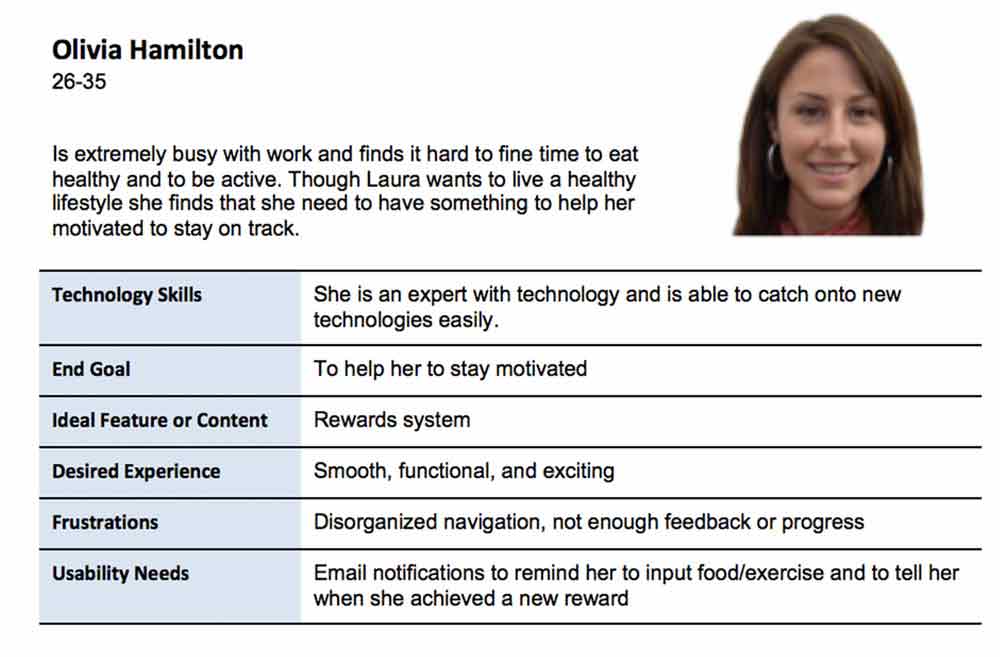 Olivia Hamilton
26-35
Is extremely busy with work and finds it hard to fine time to eat
healthy and to be active. Though Laura wants to live a healthy
lifestyle she finds that she need to have something to help her
motivated to stay on track.
Technology Skills
She is an expert with technology and is able to catch onto new
technologies easily.
End Goal
To help her to stay motivated
Ideal Feature or Content
Rewards system
Desired Experience
Smooth, functional, and exciting
Frustrations
Disorganized navigation, not enough feedback or progress
Usability Needs
Email notifications to remind her to input food/exercise and to tell her
when she achieved a new reward